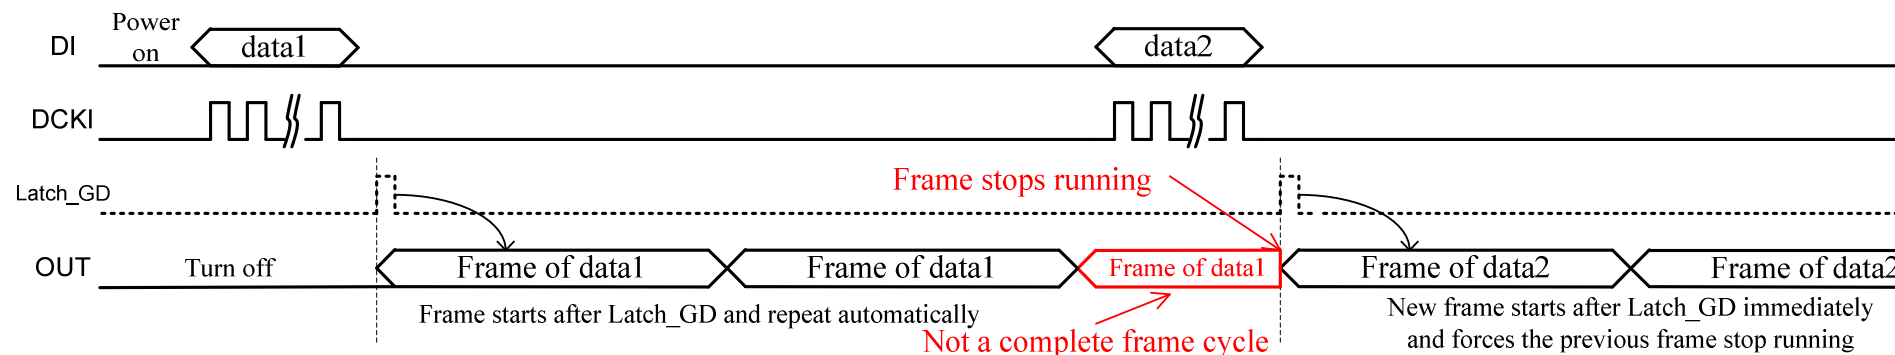 Power
on
DI
data1
data2
DCKI
Latch_GD
Frame stops running
OUT
Turn off
Frame of data1
Frame of data1
Frame of data1
Frame of data2
Frame of data2
Frame starts after Latch_GD and repeat automatically
Not a complete frame cycle
New frame starts after Latch_GD immediately
and forces the previous frame stop running